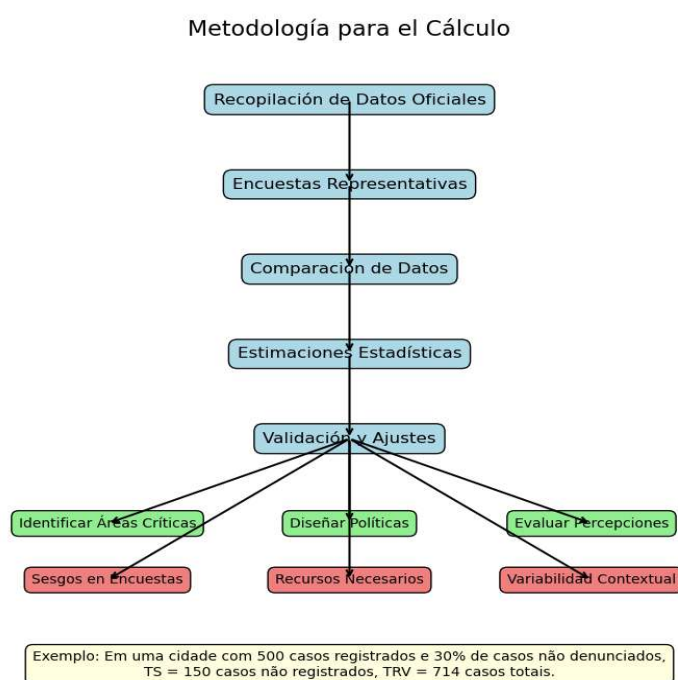 Metodología para el Cálculo
Recopilación de Datos Oficiales
Encuestas Representativas
Comparación de Datos
Estimaciones Estadísticas
Validación y Ajustes
Identificar Áreas Críticas
Diseñar Políticas
Evaluar Percepciones
Sesgos en Encuestas
Recursos Necesarios
Variabilidad Contextual
Exemplo: Em uma cidade com 500 casos registrados e 30% de casos não denunciados,
TS = 150 casos não registrados, TRV = 714 casos totais.